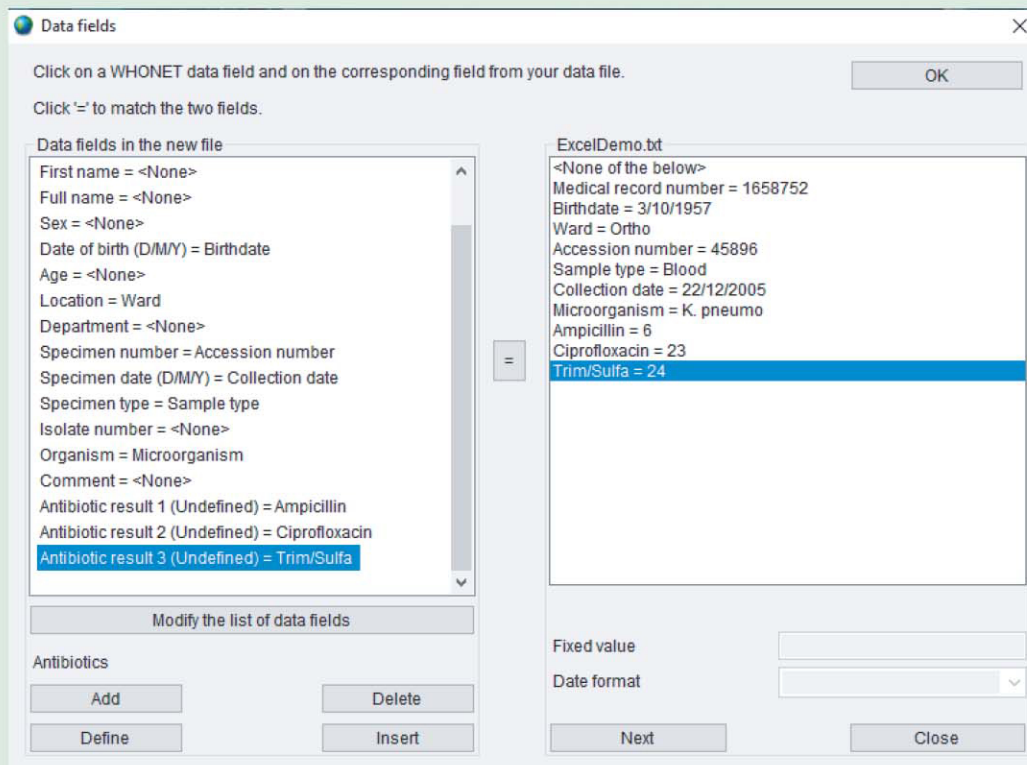 Data fields
Click on a WHONET data field and on the corresponding field from your data file.
OK
Click '=' to match the two fields.
Data fields in the new file
First name = <None>
Full name = <None>
Sex = <None>
Date of birth (D/M/Y) = Birthdate
Age = <None>
Location = Ward
Department = <None>
Specimen number = Accession number
Specimen date (D/M/Y) = Collection date
Specimen type = Sample type
Isolate number = <None>
Organism = Microorganism
Comment = <None>
Antibiotic result 1 (Undefined) = Ampicillin
Antibiotic result 2 (Undefined) = Ciprofloxacin
Antibiotic result 3 (Undefined) = Trim/Sulfa
Modify the list of data fields
Antibiotics
Add
Delete
Define
Insert
=
ExcelDemo.txt
<None of the below>
Medical record number = 1658752
Birthdate = 3/10/1957
Ward = Ortho
Accession number = 45896
Sample type = Blood
Collection date = 22/12/2005
Microorganism = K. pneumo
Ampicillin = 6
Ciprofloxacin = 23
Trim/Sulfa = 24
Fixed value
Date format
Next
Close